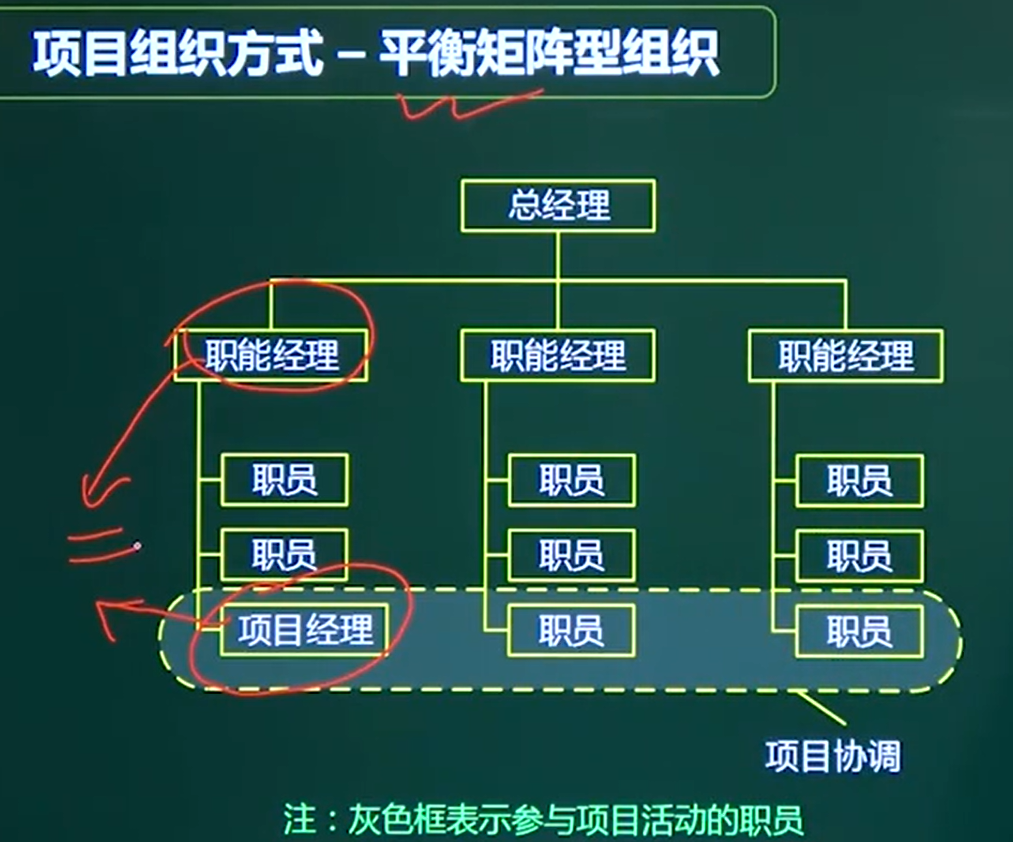 项目组织方式 – 平衡矩阵型组织
总经理
职能经理 职能经理 职能经理
职员 职员 职员
职员 职员 职员
项目经理 职员 职员
项目协调
注：灰色框表示参与项目活动的职员